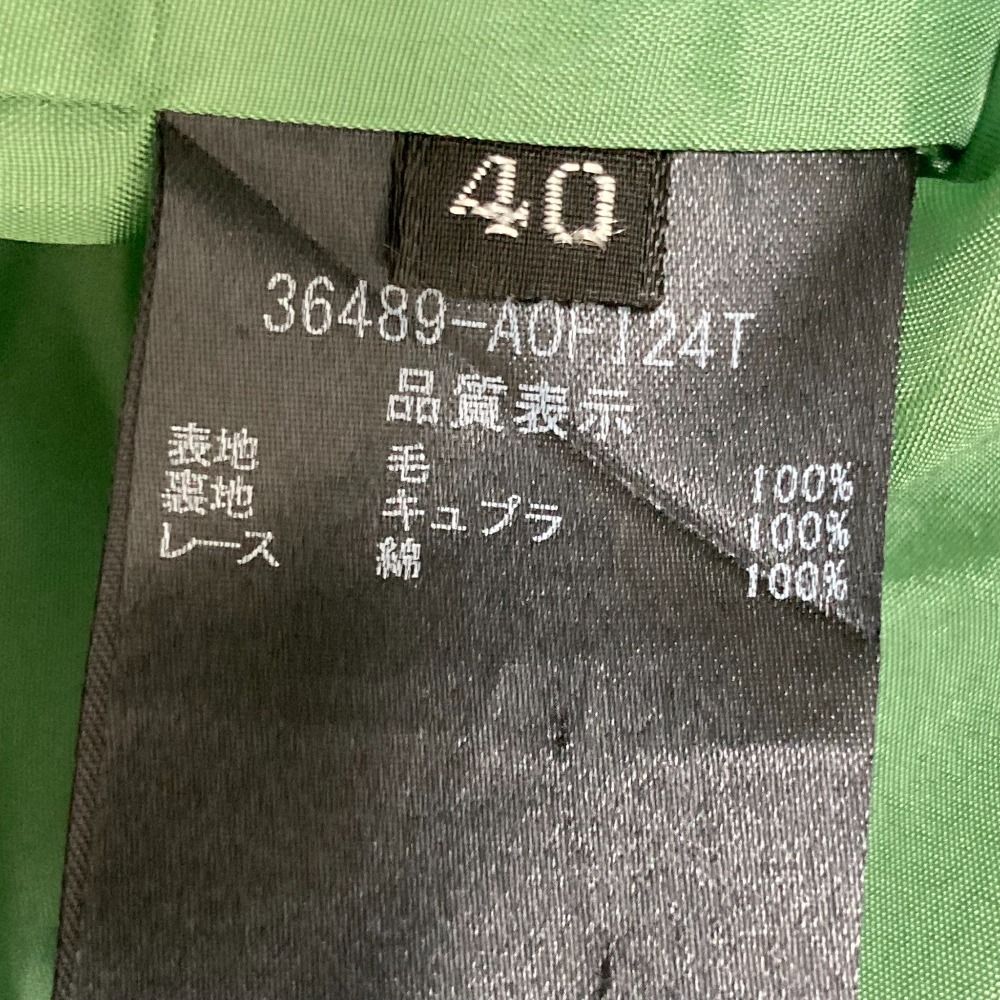 40
36489-AOFT24T
品質表示
表地 毛 100%
裏地 キュプラ 100%
レース 綿 100%